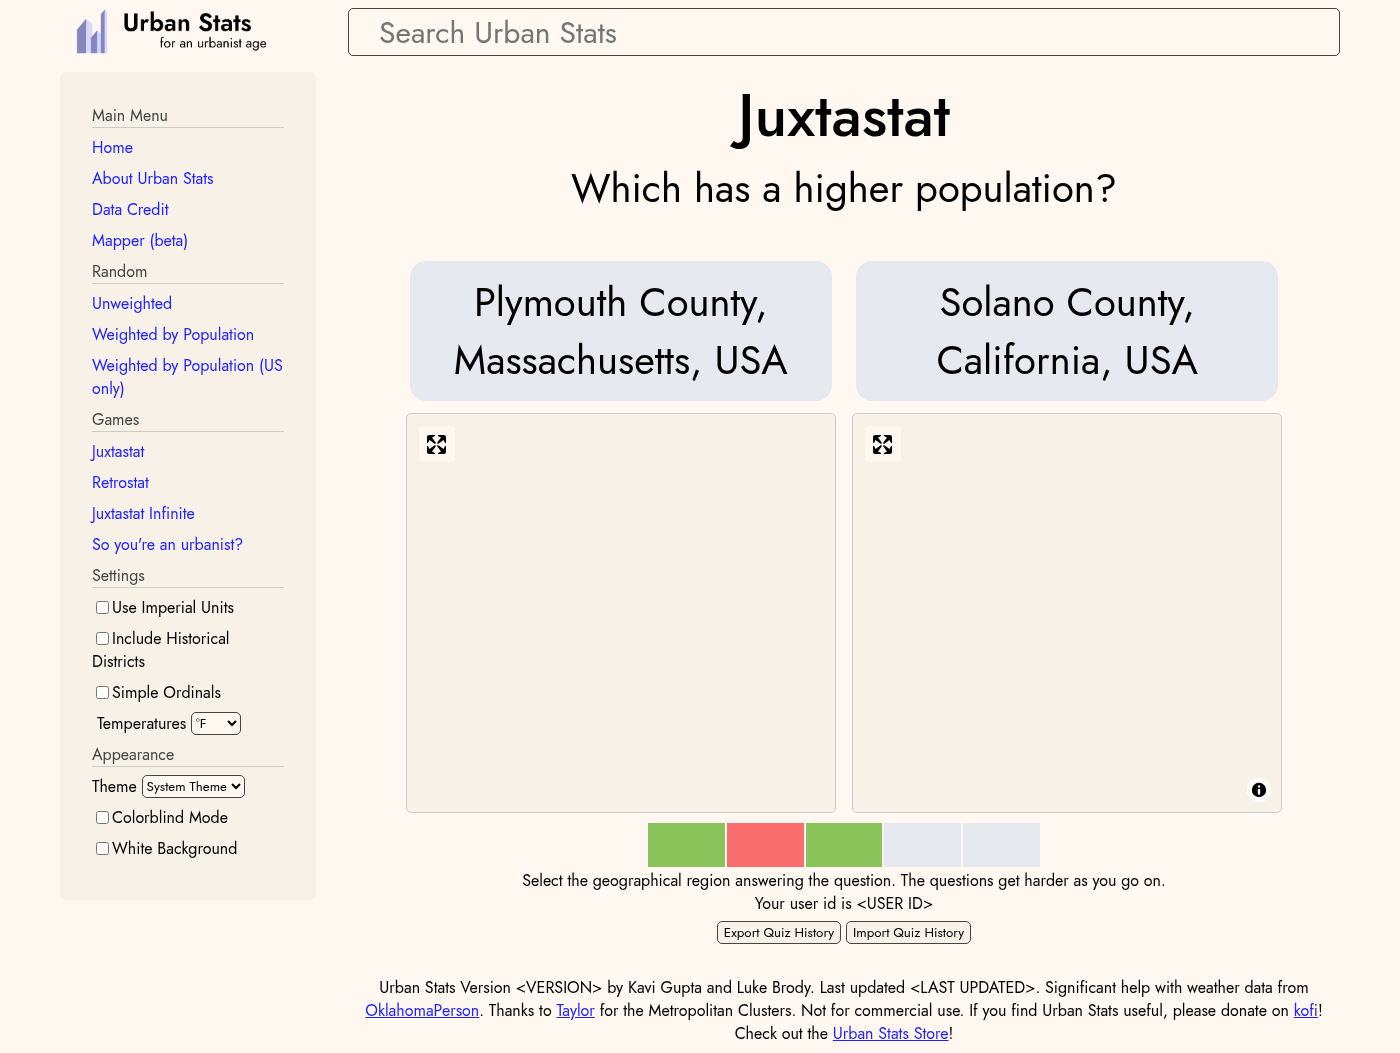 Urban Stats
for an urbanist age
Search Urban Stats
Main Menu
Home
About Urban Stats
Data Credit
Mapper (beta)
Random
Unweighted
Weighted by Population
Weighted by Population (US
only)
Games
Juxtastat
Retrostat
Juxtastat Infinite
So you're an urbanist?
Settings
Use Imperial Units
Include Historical
Districts
Simple Ordinals
Temperatures °F
Appearance
Theme System Theme
Colorblind Mode
White Background
Juxtastat
Which has a higher population?
Plymouth County,
Massachusetts, USA
Solano County,
California, USA
Select the geographical region answering the question. The questions get harder as you go on.
Your user id is <USER ID>
Export Quiz History Import Quiz History
Urban Stats Version <VERSION> by Kavi Gupta and Luke Brody. Last updated <LAST UPDATED>. Significant help with weather data from
OklahomaPerson. Thanks to Taylor for the Metropolitan Clusters. Not for commercial use. If you find Urban Stats useful, please donate on kofi!
Check out the Urban Stats Store!